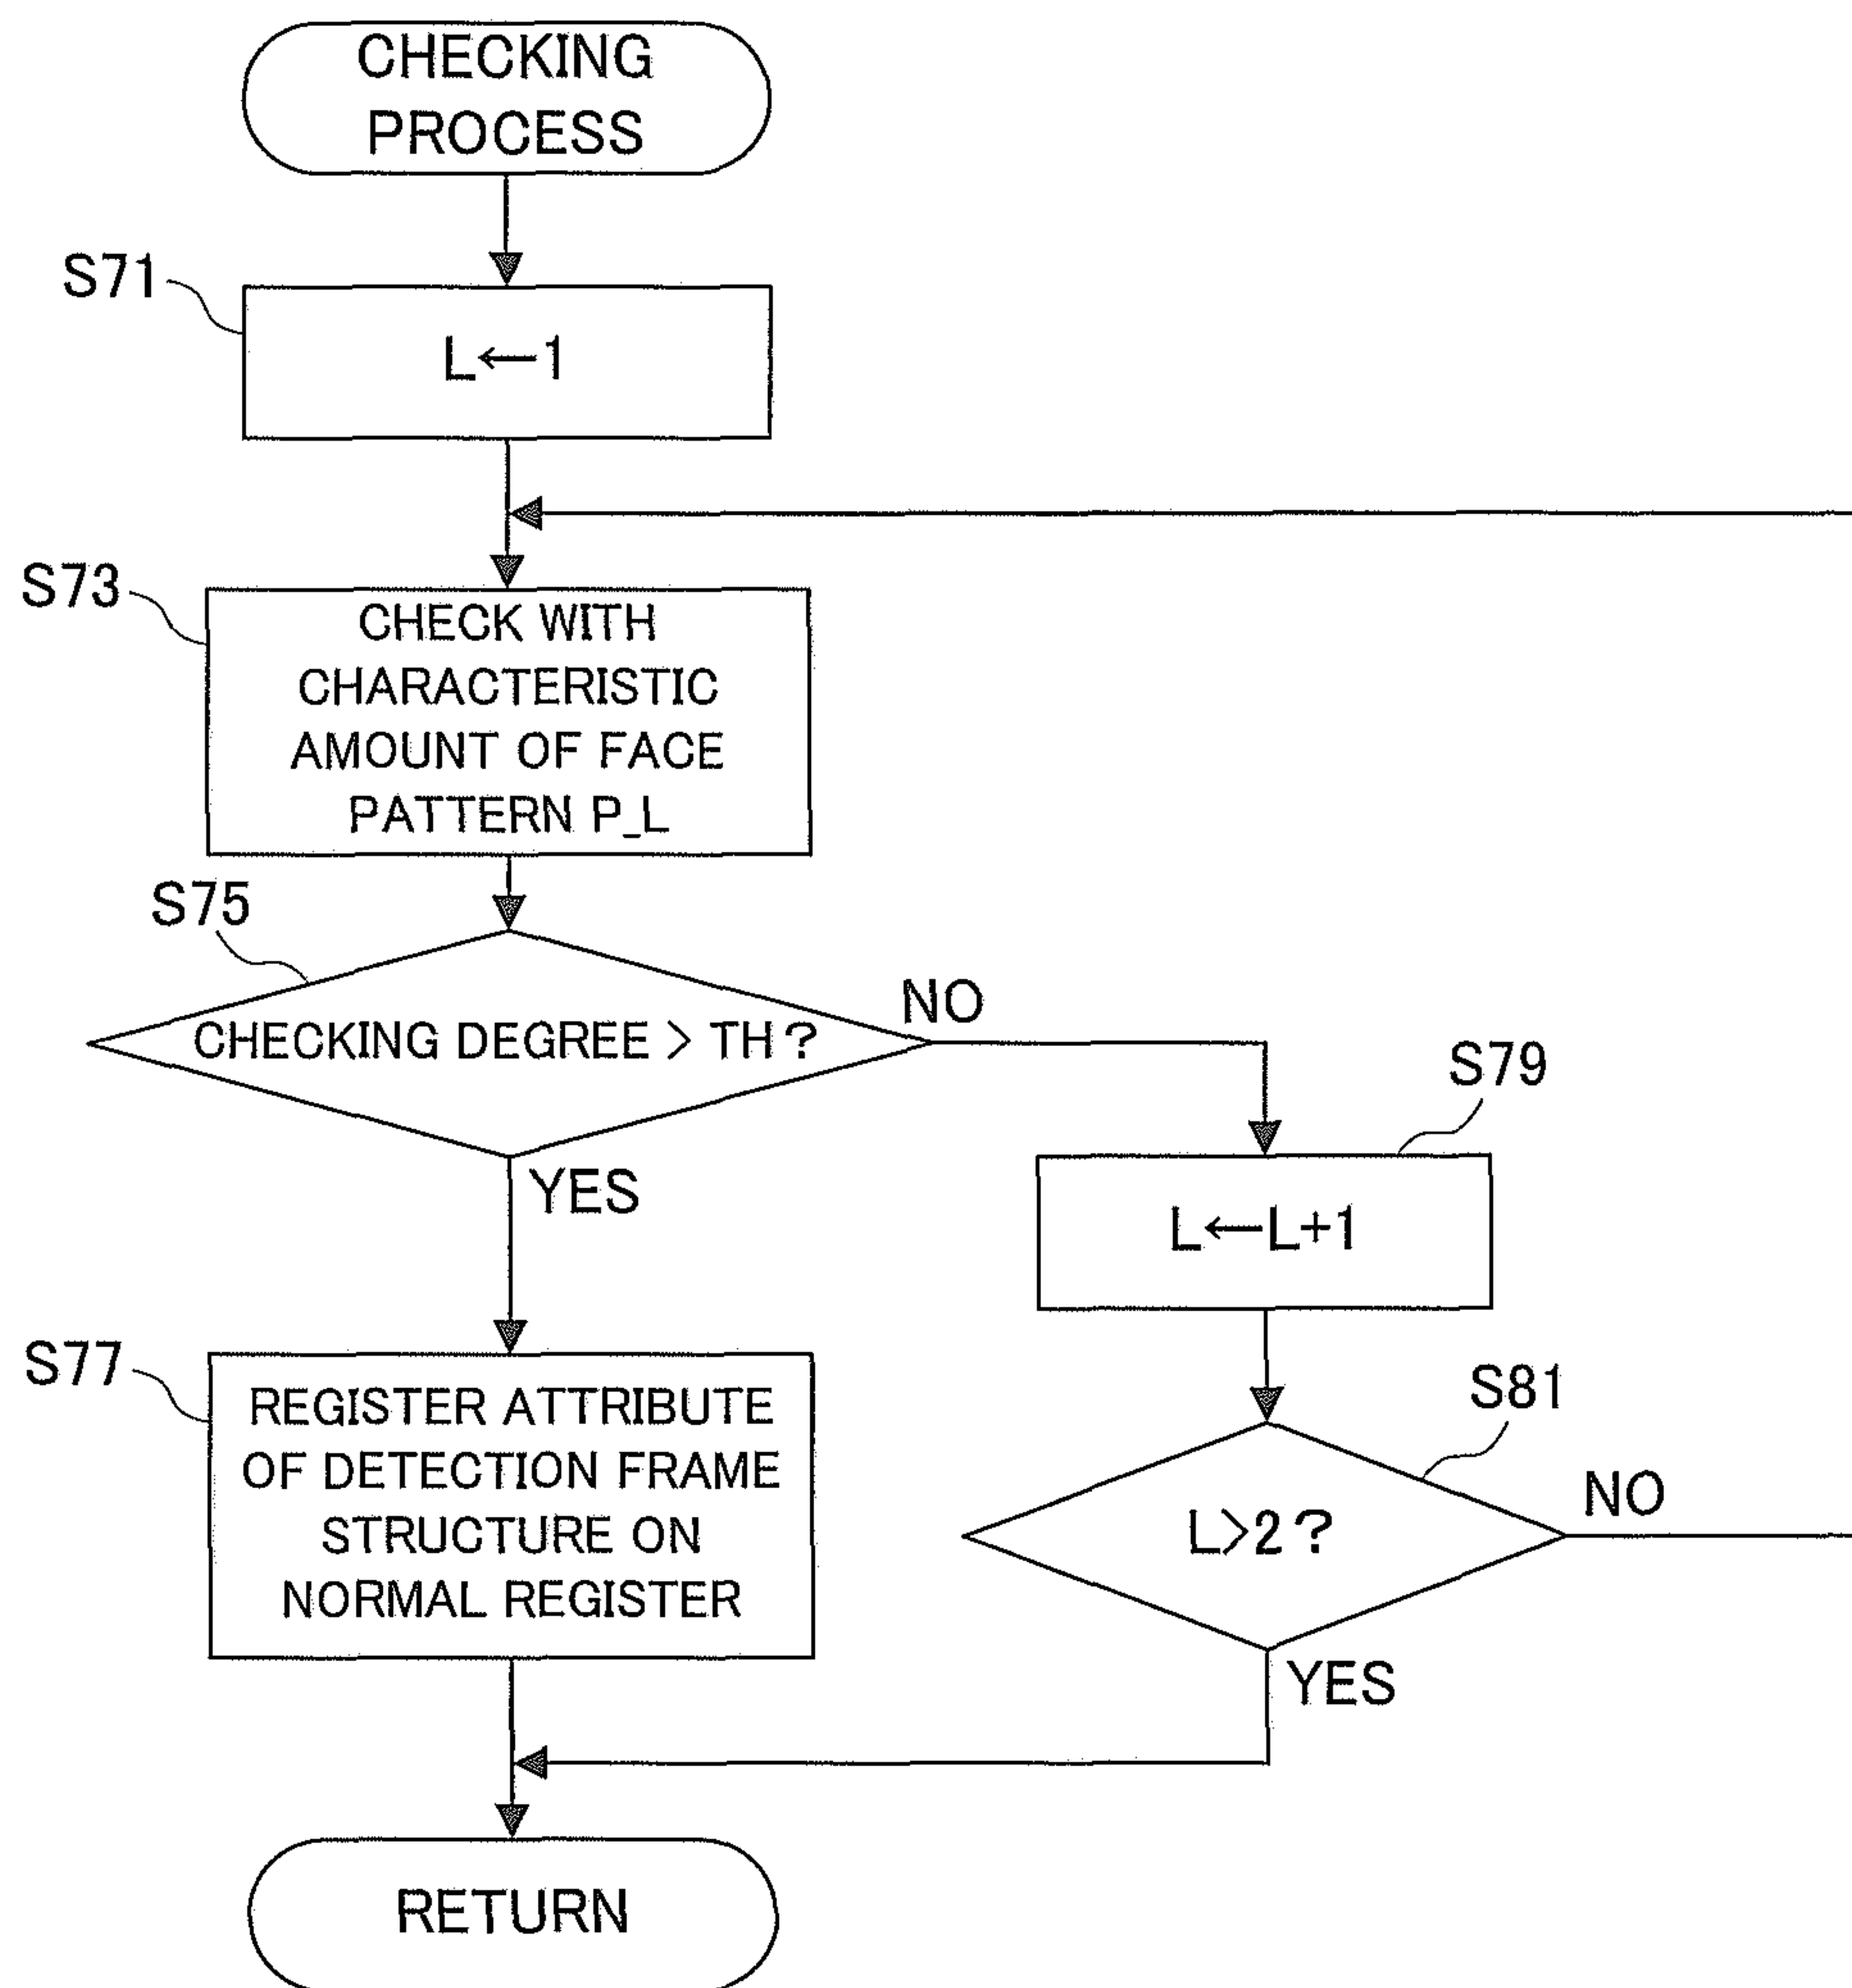 CHECKING
PROCESS
S71
L←1
S73
CHECK WITH
CHARACTERISTIC
AMOUNT OF FACE
PATTERN P_L
S75
CHECKING DEGREE > TH?
NO
YES
S79
L←L+1
S77
REGISTER ATTRIBUTE
OF DETECTION FRAME
STRUCTURE ON
NORMAL REGISTER
S81
L>2?
NO
YES
RETURN